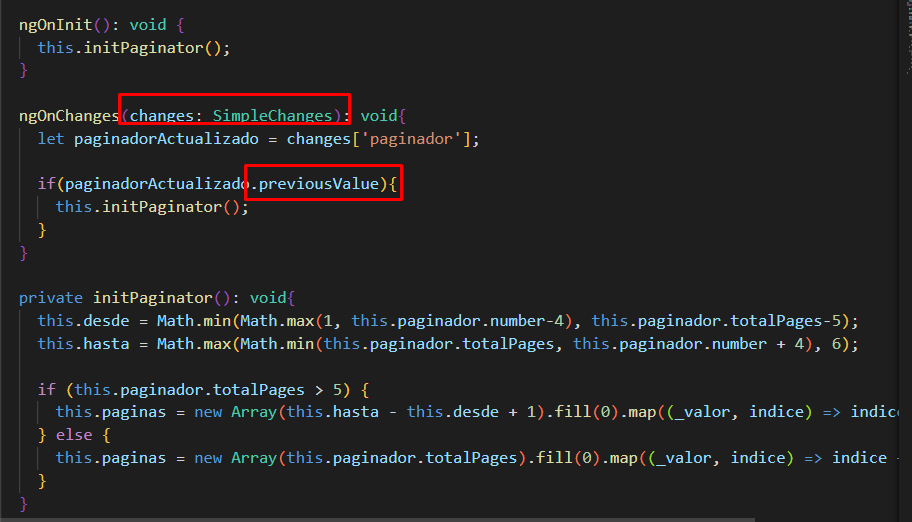 ngOnInit(): void {
this.initPaginator();
}
ngOnChanges(changes: SimpleChanges): void{
let paginadorActualizado = changes['paginador'];
if(paginadorActualizado.previousValue){
this.initPaginator();
}
}
private initPaginator(): void{
this.desde = Math.min(Math.max(1, this.paginador.number-4), this.paginador.totalPages-5);
this.hasta = Math.max(Math.min(this.paginador.totalPages, this.paginador.number + 4), 6);
if (this.paginador.totalPages > 5) {
this.paginas = new Array(this.hasta - this.desde + 1).fill(0).map((_valor, indice) => indice
} else {
this.paginas = new Array(this.paginador.totalPages).fill(0).map((_valor, indice) => indice
}
}